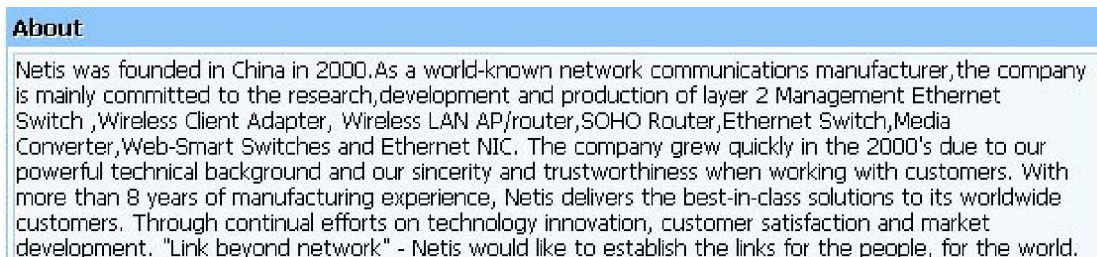 About
Netis was founded in China in 2000.As a world-known network communications manufacturer,the company
is mainly committed to the research,development and production of layer 2 Management Ethernet
Switch ,Wireless Client Adapter, Wireless LAN AP/router,SOHO Router,Ethernet Switch,Media
Converter,Web-Smart Switches and Ethernet NIC. The company grew quickly in the 2000's due to our
powerful technical background and our sincerity and trustworthiness when working with customers. With
more than 8 years of manufacturing experience, Netis delivers the best-in-class solutions to its worldwide
customers. Through continual efforts on technology innovation, customer satisfaction and market
development. "Link beyond network" - Netis would like to establish the links for the people, for the world.